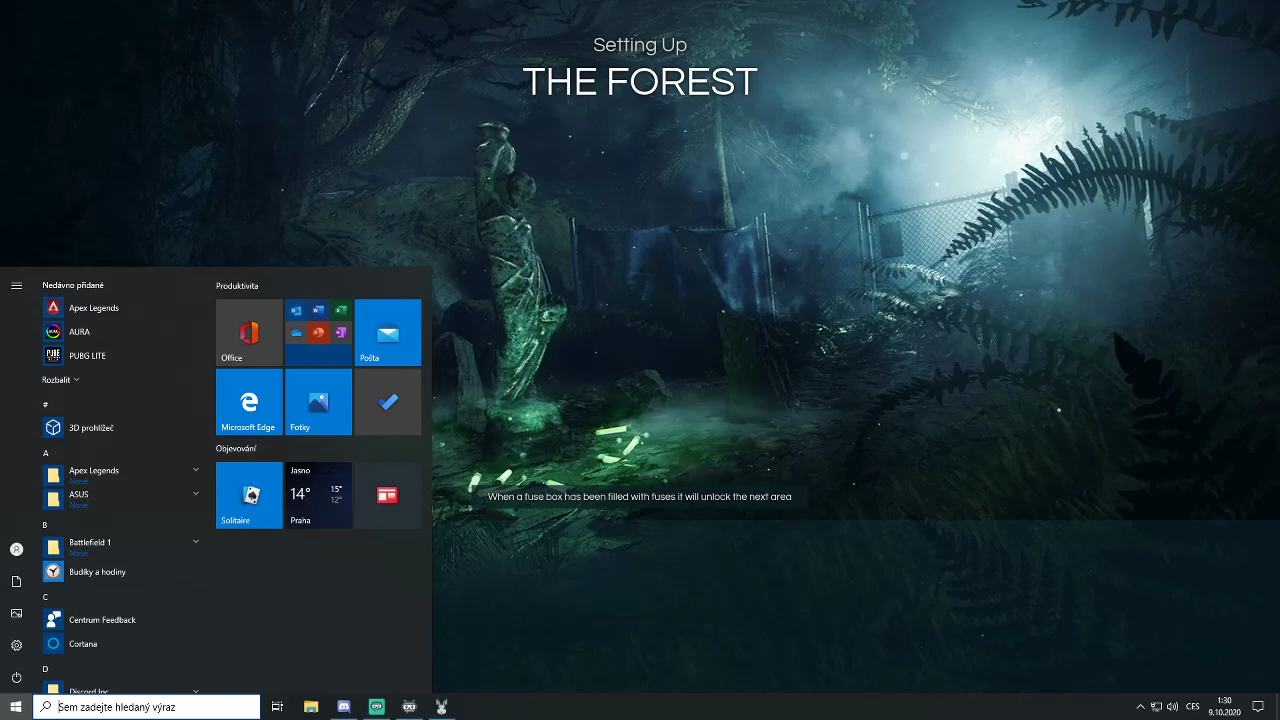 Setting Up
THE FOREST
Nedávno přidané
Apex Legends
AURA
PUBG LITE
Rozbalit
#
3D prohlížeč
A
Apex Legends
Nové
ASUS
Nové
B
Battlefield 1
Nové
Budíky a hodiny
C
Centrum Feedback
Cortana
D
Discord Inc
Produktivita
Office
Pošta
Microsoft Edge
Fotky
Objevování
Solitaire
Jasno
14°
15°
12°
Praha
When a fuse box has been filled with fuses it will unlock the next area
Sem zadejte hledaný výraz
CES
1:30
9.10.2020